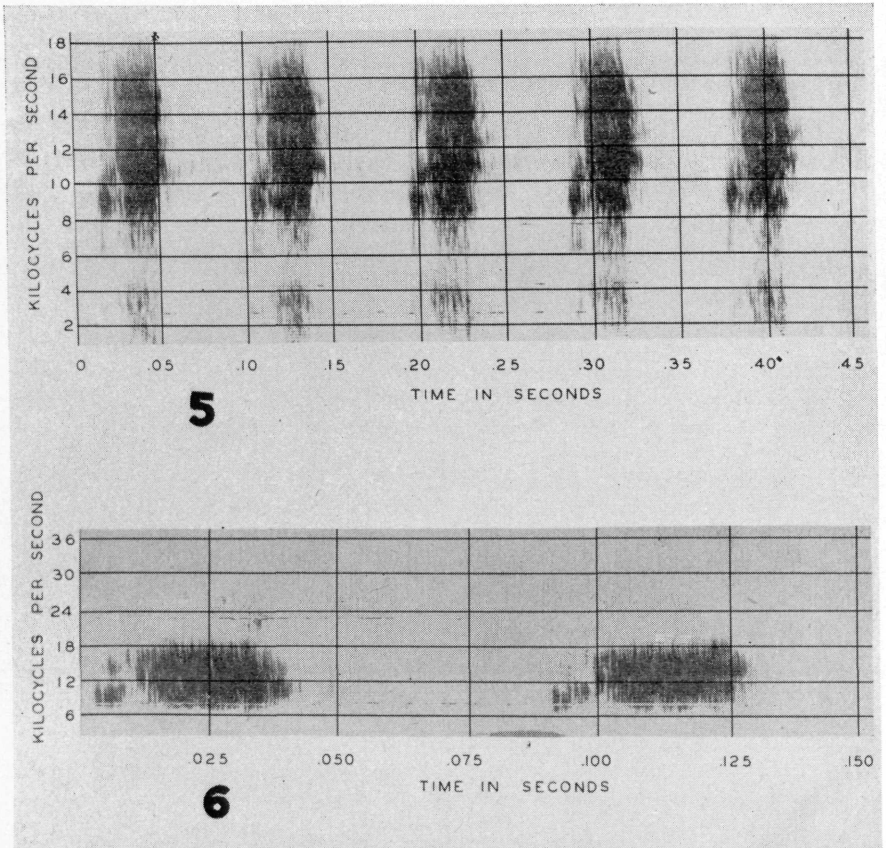 KILOCYCLES PER SECOND
18
16
14
12
10
8
6
4
2
0 .05 .10 .15 .20 .25 .30 .35 .40 .45
TIME IN SECONDS
5
KILOCYCLES PER SECOND
36
30
24
18
12
6
.025 .050 .075 .100 .125 .150
TIME IN SECONDS
6